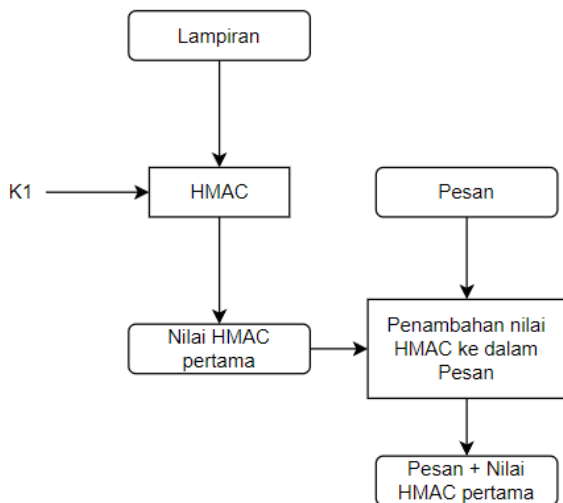 Lampiran
K1
HMAC
Pesan
Nilai HMAC
pertama
Penambahan nilai
HMAC ke dalam
Pesan
Pesan + Nilai
HMAC pertama